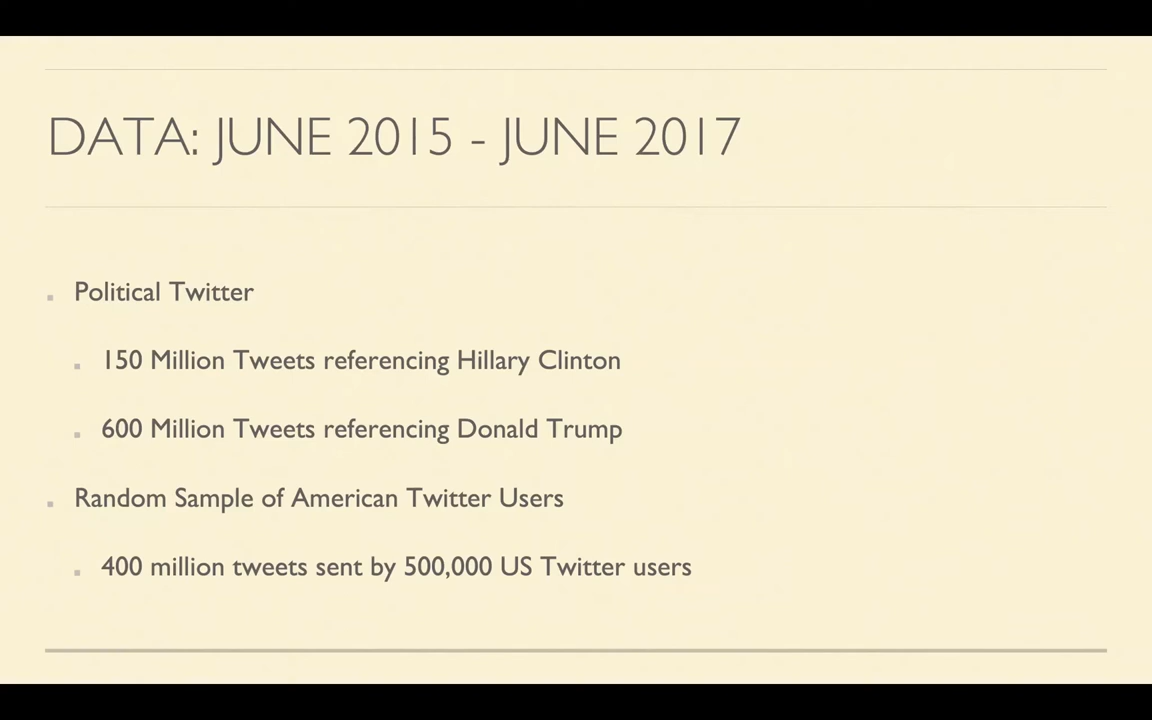 DATA: JUNE 2015 - JUNE 2017
Political Twitter
150 Million Tweets referencing Hillary Clinton
600 Million Tweets referencing Donald Trump
Random Sample of American Twitter Users
400 million tweets sent by 500,000 US Twitter users